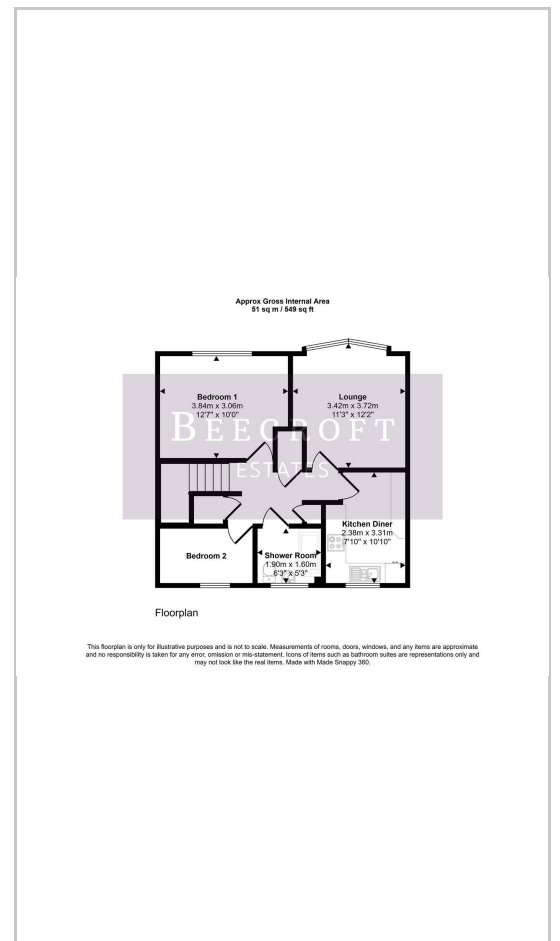 Approx Gross Internal Area
51 sq m / 549 sq ft
Bedroom 1
3.84m x 3.06m
12'7" x 10'0"
Lounge
3.42m x 3.72m
11'3" x 12'2"
BEECROFT
ESTATES
Kitchen Diner
2.38m x 3.31m
7'10" x 10'10"
Bedroom 2
Shower Room
1.90m x 1.60m
6'3" x 5'3"
Floorplan
This floorplan is only for illustrative purposes and is not to scale. Measurements of rooms, doors, windows, and any items are approximate
and no responsibility is taken for any error, omission or mis-statement. Icons of items such as bathroom suites are representations only and
may not look like the real items. Made with Made Snappy 360.